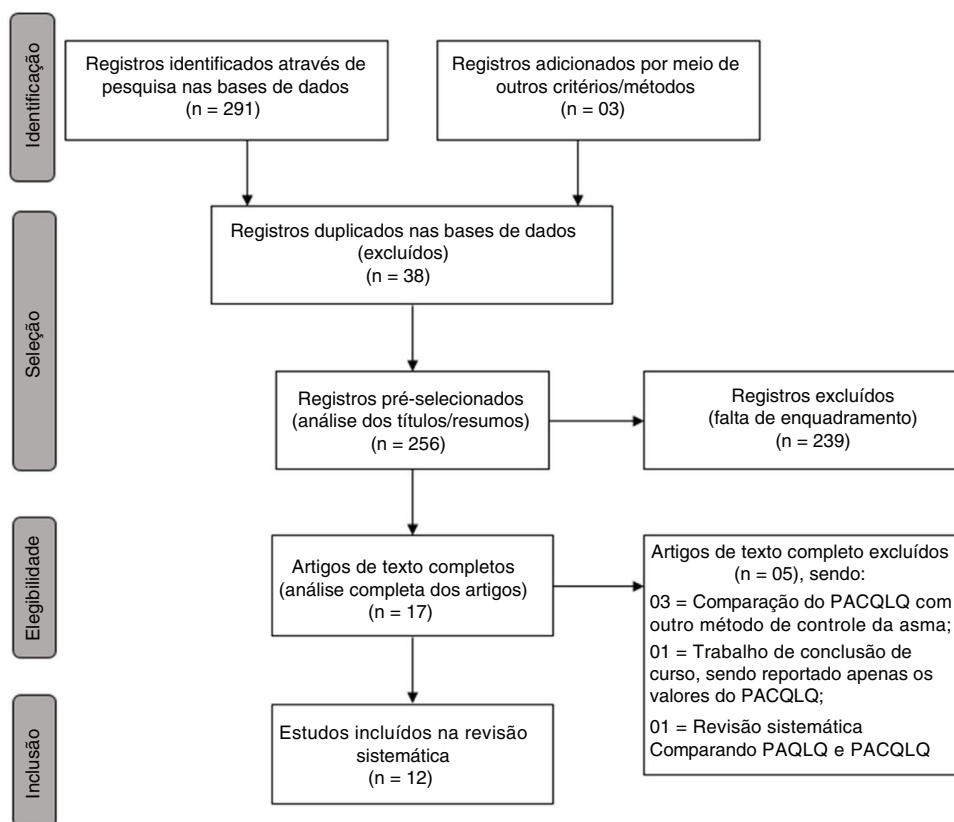 Identificação
Registros identificados através de
pesquisa nas bases de dados
(n = 291)
Registros adicionados por meio de
outros critérios/métodos
(n = 03)
Seleção
Registros duplicados nas bases de dados
(excluídos)
(n = 38)
Registros pré-selecionados
(análise dos títulos/resumos)
(n = 256)
Registros excluídos
(falta de enquadramento)
(n = 239)
Elegibilidade
Artigos de texto completos
(análise completa dos artigos)
(n = 17)
Artigos de texto completo excluídos
(n = 05), sendo:
03 = Comparação do PACQLQ com
outro método de controle da asma;
01 = Trabalho de conclusão de
curso, sendo reportado apenas os
valores do PACQLQ;
01 = Revisão sistemática
Comparando PAQLQ e PACQLQ
Inclusão
Estudos incluídos na revisão
sistemática
(n = 12)